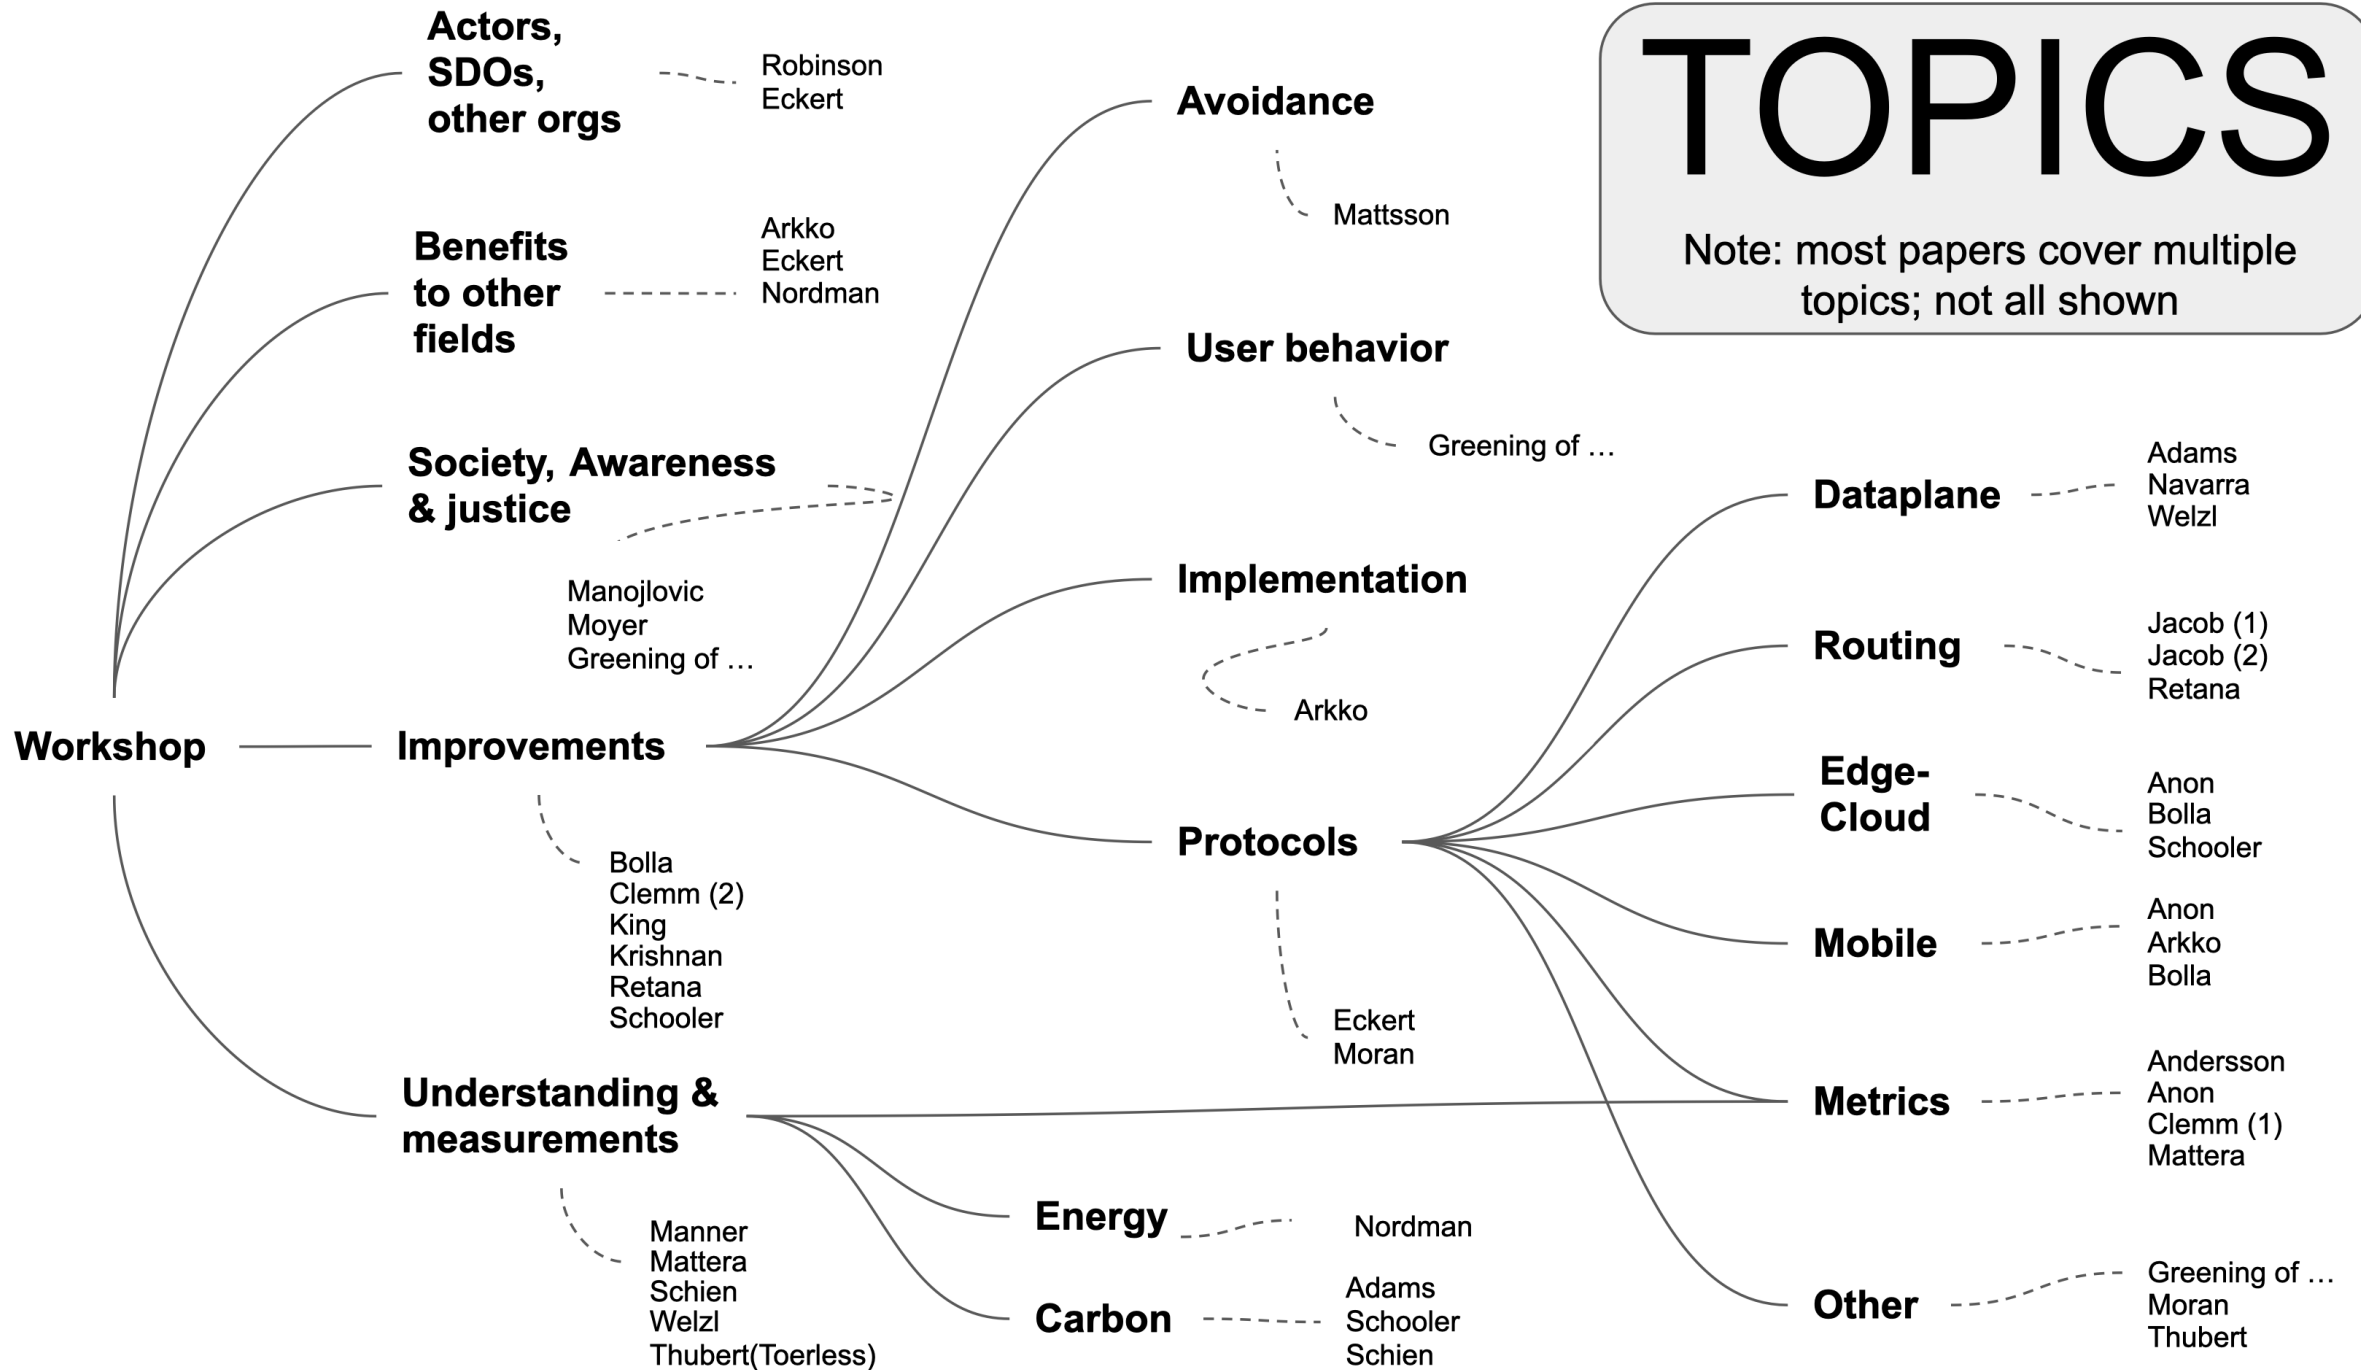 TOPICS
Note: most papers cover multiple
topics; not all shown
Workshop
Actors,
SDOs,
other orgs
Robinson
Eckert
Benefits
to other
fields
Arkko
Eckert
Nordman
Society, Awareness
& justice
Manojlovic
Moyer
Greening of …
Improvements
Bolla
Clemm (2)
King
Krishnan
Retana
Schooler
Understanding &
measurements
Manner
Mattera
Schien
Welzl
Thubert(Toerless)
Avoidance
Mattsson
User behavior
Greening of …
Implementation
Arkko
Protocols
Eckert
Moran
Energy
Nordman
Carbon
Adams
Schooler
Schien
Dataplane
Adams
Navarra
Welzl
Routing
Jacob (1)
Jacob (2)
Retana
Edge-
Cloud
Anon
Bolla
Schooler
Mobile
Anon
Arkko
Bolla
Metrics
Andersson
Anon
Clemm (1)
Mattera
Other
Greening of …
Moran
Thubert